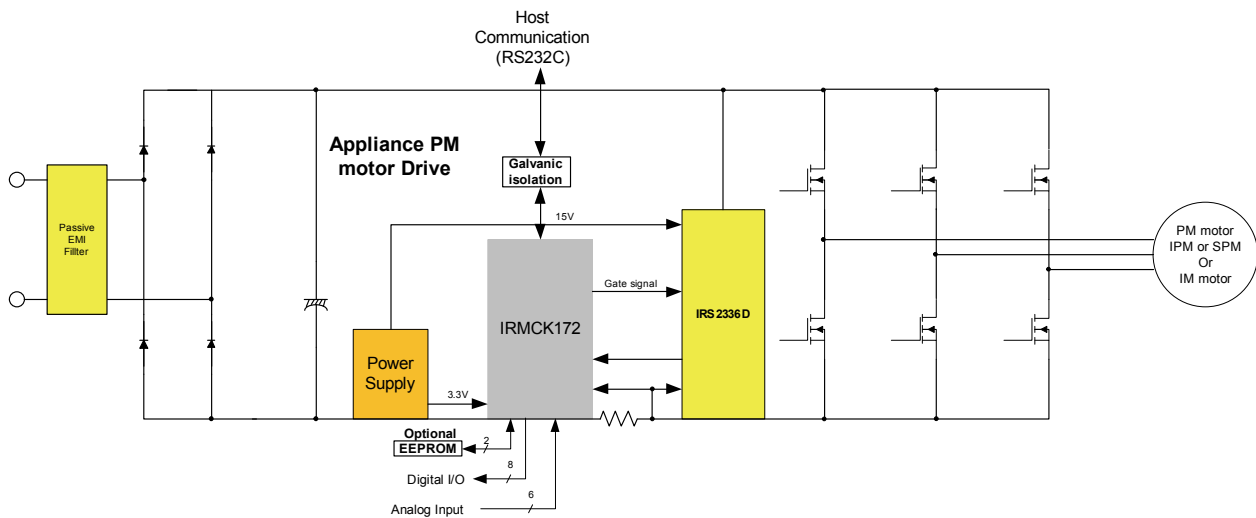 Host
Communication
(RS232C)
Appliance PM
motor Drive
Galvanic
isolation
Passive
EMI
Fillter
15V
Gate signal
IRMCK172
IRS2336D
PM motor
IPM or SPM
Or
IM motor
Power
Supply
3.3V
Optional
EEPROM
2
Digital I/O
8
Analog Input
6